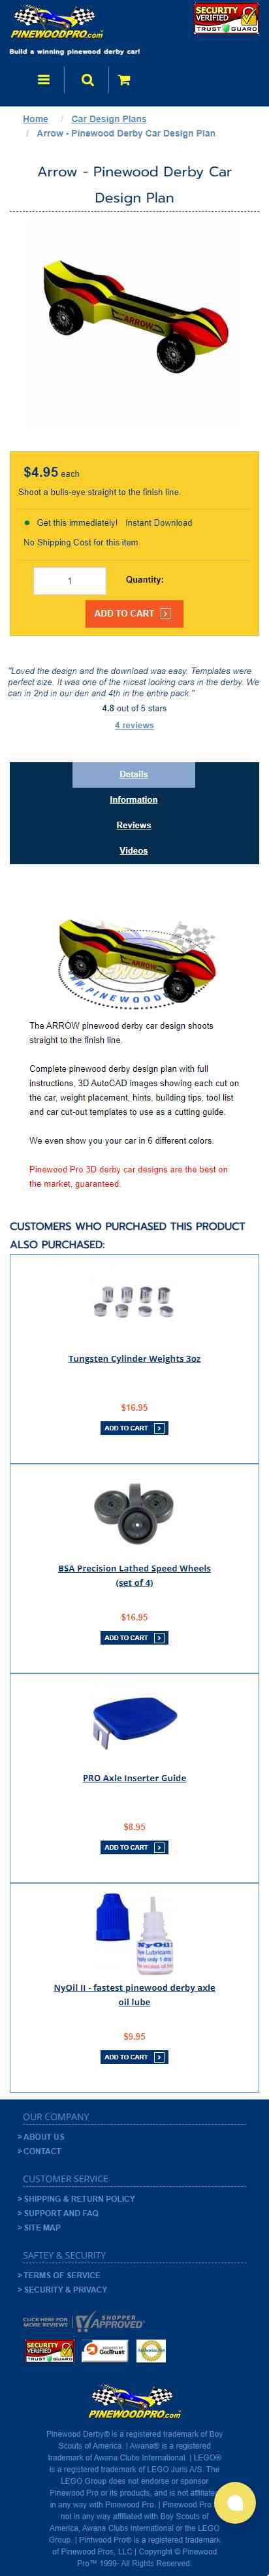 PINEWOODPRO.com
SECURITY
VERIFIED
TRUST GUARD
Build a winning pinewood derby car!
Home / Car Design Plans
/ Arrow - Pinewood Derby Car Design Plan
Arrow - Pinewood Derby Car
Design Plan
ARROW
$4.95 each
Shoot a bulls-eye straight to the finish line.
Get this immediately! Instant Download
No Shipping Cost for this item
1 Quantity:
ADD TO CART
"Loved the design and the download was easy. Templates were
perfect size. It was one of the nicest looking cars in the derby. We
can in 2nd in our den and 4th in the entire pack."
4.8 out of 5 stars
4 reviews
Details
Information
Reviews
Videos
ARROW
The ARROW pinewood derby car design shoots
straight to the finish line.
Complete pinewood design plan with full
instructions, 3D AutoCAD images showing each cut on
the car, weight placement, hints, building tips, tool list
and car cut-out templates to use as a cutting guide.
We even show you your car in 6 different colors.
Pinewood Pro 3D derby car designs are the best on
the market, guaranteed.
CUSTOMERS WHO PURCHASED THIS PRODUCT
ALSO PURCHASED:
Tungsten Cylinder Weights 3oz
$16.95
ADD TO CART
BSA Precision Lathed Speed Wheels
(set of 4)
$16.95
ADD TO CART
PRO Axle Inserter Guide
$8.95
ADD TO CART
NyOil II - fastest pinewood derby axle
oil lube
$9.95
ADD TO CART
OUR COMPANY
> ABOUT US
> CONTACT
CUSTOMER SERVICE
> SHIPPING & RETURN POLICY
> SUPPORT AND FAQ
> SITE MAP
SAFTEY & SECURITY
> TERMS OF SERVICE
> SECURITY & PRIVACY
CLICK HERE FOR
MORE REVIEWS
SHOPPER
APPROVED
SECURITY
VERIFIED
TRUST GUARD
GeoTrust
PINEWOODPRO.com
Pinewood Derby® is a registered trademark of Boy
Scouts of America. | Awana® is a registered
trademark of Awana Clubs International. | LEGO®
is a registered trademark of LEGO Juris A/S. The
LEGO Group does not endorse or sponsor
Pinewood Pro or its products, and is not affiliated
in any way with Pinewood Pro. | Pinewood Pro
not in any way affiliated with Boy Scouts of
America, Awana Clubs International or the LEGO
Group. | Pintwood Pro® is a registered trademark
of Pinewood Pros, LLC | Copyright © Pinewood
Pro™ 1999- All Rights Reserved